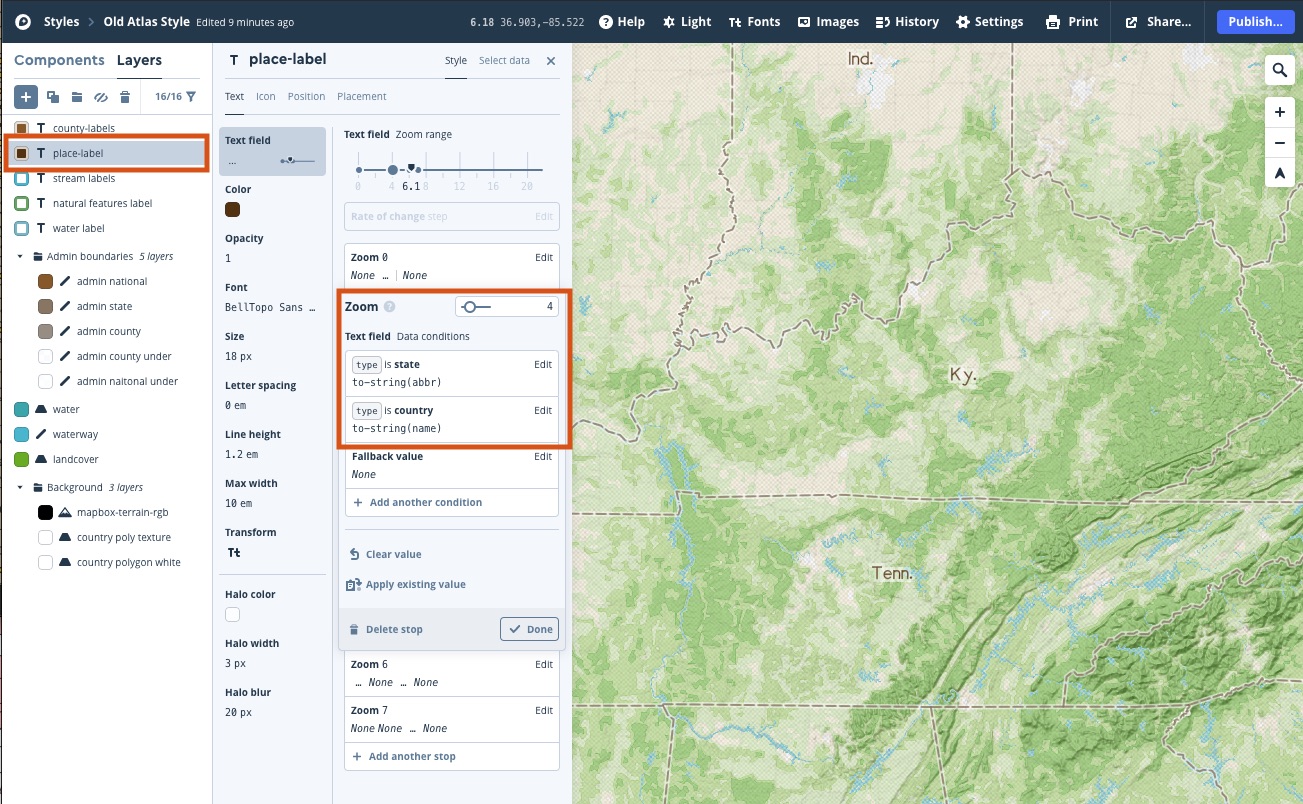 Styles > Old Atlas Style Edited 9 minutes ago 6.18 36.903,-85.522 Help Light Fonts Images History Settings Print Share... Publish...
Components Layers
16/16
county-labels
place-label
stream labels
natural features label
water label
Admin boundaries 5 layers
admin national
admin state
admin county
admin county under
admin naitonal under
water
waterway
landcover
Background 3 layers
mapbox-terrain-rgb
country poly texture
country polygon white
T place-label Style Select data
Text Icon Position Placement
Text field
...
Color
Opacity
1
Font
BellTopo Sans …
Size
18 px
Letter spacing
0 em
Line height
1.2 em
Max width
10 em
Transform
Tt
Halo color
Halo width
3 px
Halo blur
20 px
Text field Zoom range
0 4 6.1 8 12 16 20
Rate of change step Edit
Zoom 0 Edit
None … | None
Zoom ? 4
Text field Data conditions
type is state Edit
to-string(abbr)
type is country Edit
to-string(name)
Fallback value Edit
None
+ Add another condition
Clear value
Apply existing value
Delete stop Done
Zoom 6 Edit
… None … None
Zoom 7 Edit
None None … None
+ Add another stop
Ind.
Ky.
Tenn.